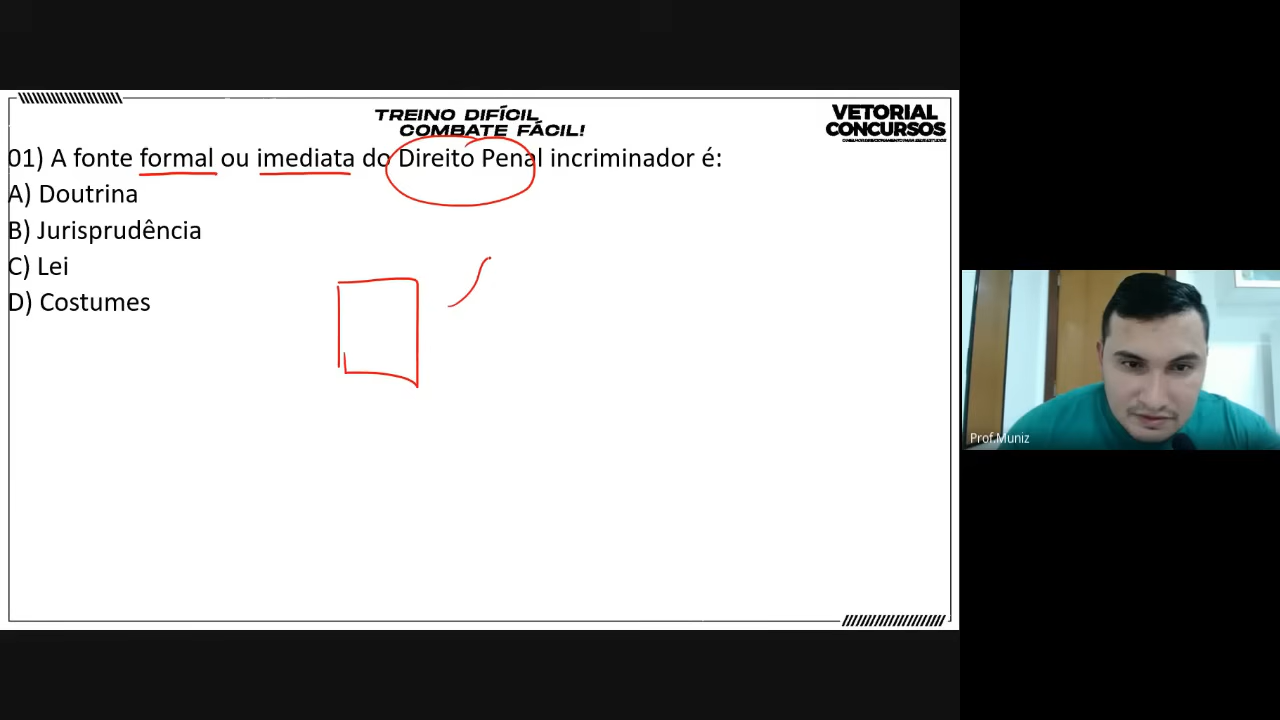 TREINO DIFÍCIL
COMBATE FÁCIL!
VETORIAL
CONCURSOS
01) A fonte formal ou imediata do Direito Penal incriminador é:
A) Doutrina
B) Jurisprudência
C) Lei
D) Costumes
Prof.Muniz